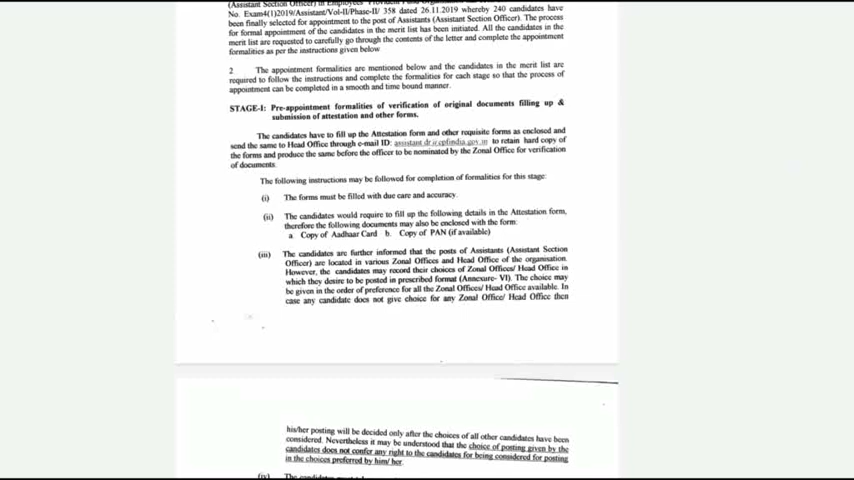 (Assistant Section Officer) in Employees' Provident Fund
No. Exam4(1)2019/Assistant/Vol-II/Phase-II/ 358 dated 26.11.2019 whereby 240 candidates have
been finally selected for appointment to the post of Assistants (Assistant Section Officer). The process
for formal appointment of the candidates in the merit list has been initiated. All the candidates in the
merit list are requested to carefully go through the contents of the letter and complete the appointment
formalities as per the instructions given below
2 The appointment formalities are mentioned below and the candidates in the merit list are
required to follow the instructions and complete the formalities for each stage so that the process of
appointment can be completed in a smooth and time bound manner.
STAGE-I: Pre-appointment formalities of verification of original documents filling up &
submission of attestation and other forms.
The candidates have to fill up the Attestation form and other requisite forms as enclosed and
send the same to Head Office through e-mail ID: to retain hard copy of
the forms and produce the same before the officer to be nominated by the Zonal Office for verification
of documents.
The following instructions may be followed for completion of formalities for this stage:
(i) The forms must be filled with due care and accuracy.
(ii) The candidates would require to fill up the following details in the Attestation form,
therefore the following documents may also be enclosed with the form:
a. Copy of Aadhaar Card b. Copy of PAN (if available)
(iii) The candidates are further informed that the posts of Assistants (Assistant Section
Officer) are located in various Zonal Offices and Head Office of the organisation.
However, the candidates may record their choices of Zonal Offices/ Head Office in
which they desire to be posted in prescribed format (Annexure- VI). The choice may
be given in the order of preference for all the Zonal Offices/ Head Office available. In
case any candidate does not give choice for any Zonal Office/ Head Office then
his/her posting will be decided only after the choices of all other candidates have been
considered. Nevertheless it may be understood that the choice of posting given by the
candidates does not confer any right to the candidates for being considered for posting
in the choices preferred by him/ her.
(iv) The candidates must